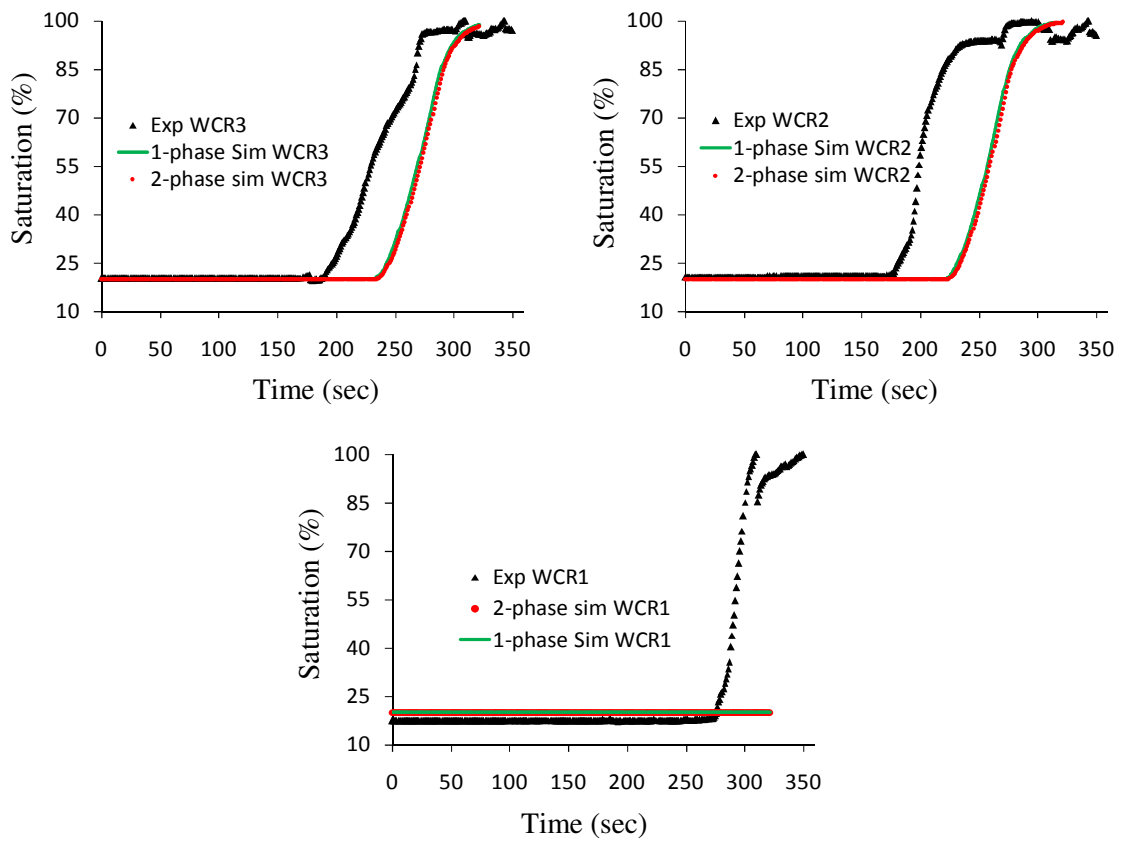 100
85
70
55
40
25
10
Saturation (%)
Exp WCR3
1-phase Sim WCR3
2-phase sim WCR3
0 50 100 150 200 250 300 350
Time (sec)
100
85
70
55
40
25
10
Saturation (%)
Exp WCR2
1-phase Sim WCR2
2-phase sim WCR2
0 50 100 150 200 250 300 350
Time (sec)
100
85
70
55
40
25
10
Saturation (%)
Exp WCR1
2-phase sim WCR1
1-phase Sim WCR1
0 50 100 150 200 250 300 350
Time (sec)